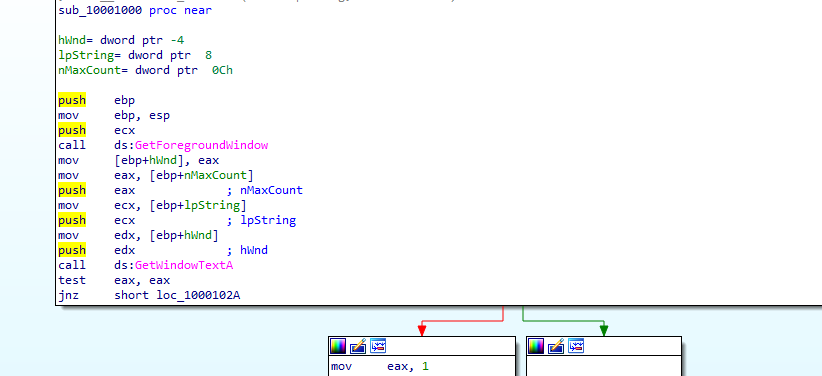 sub_10001000 proc near
hWnd= dword ptr -4
lpString= dword ptr  8
nMaxCount= dword ptr  0Ch
push    ebp
mov     ebp, esp
push    ecx
call    ds:GetForegroundWindow
mov     [ebp+hWnd], eax
mov     eax, [ebp+nMaxCount]
push    eax             ; nMaxCount
mov     ecx, [ebp+lpString]
push    ecx             ; lpString
mov     edx, [ebp+hWnd]
push    edx             ; hWnd
call    ds:GetWindowTextA
test    eax, eax
jnz     short loc_1000102A
mov     eax, 1